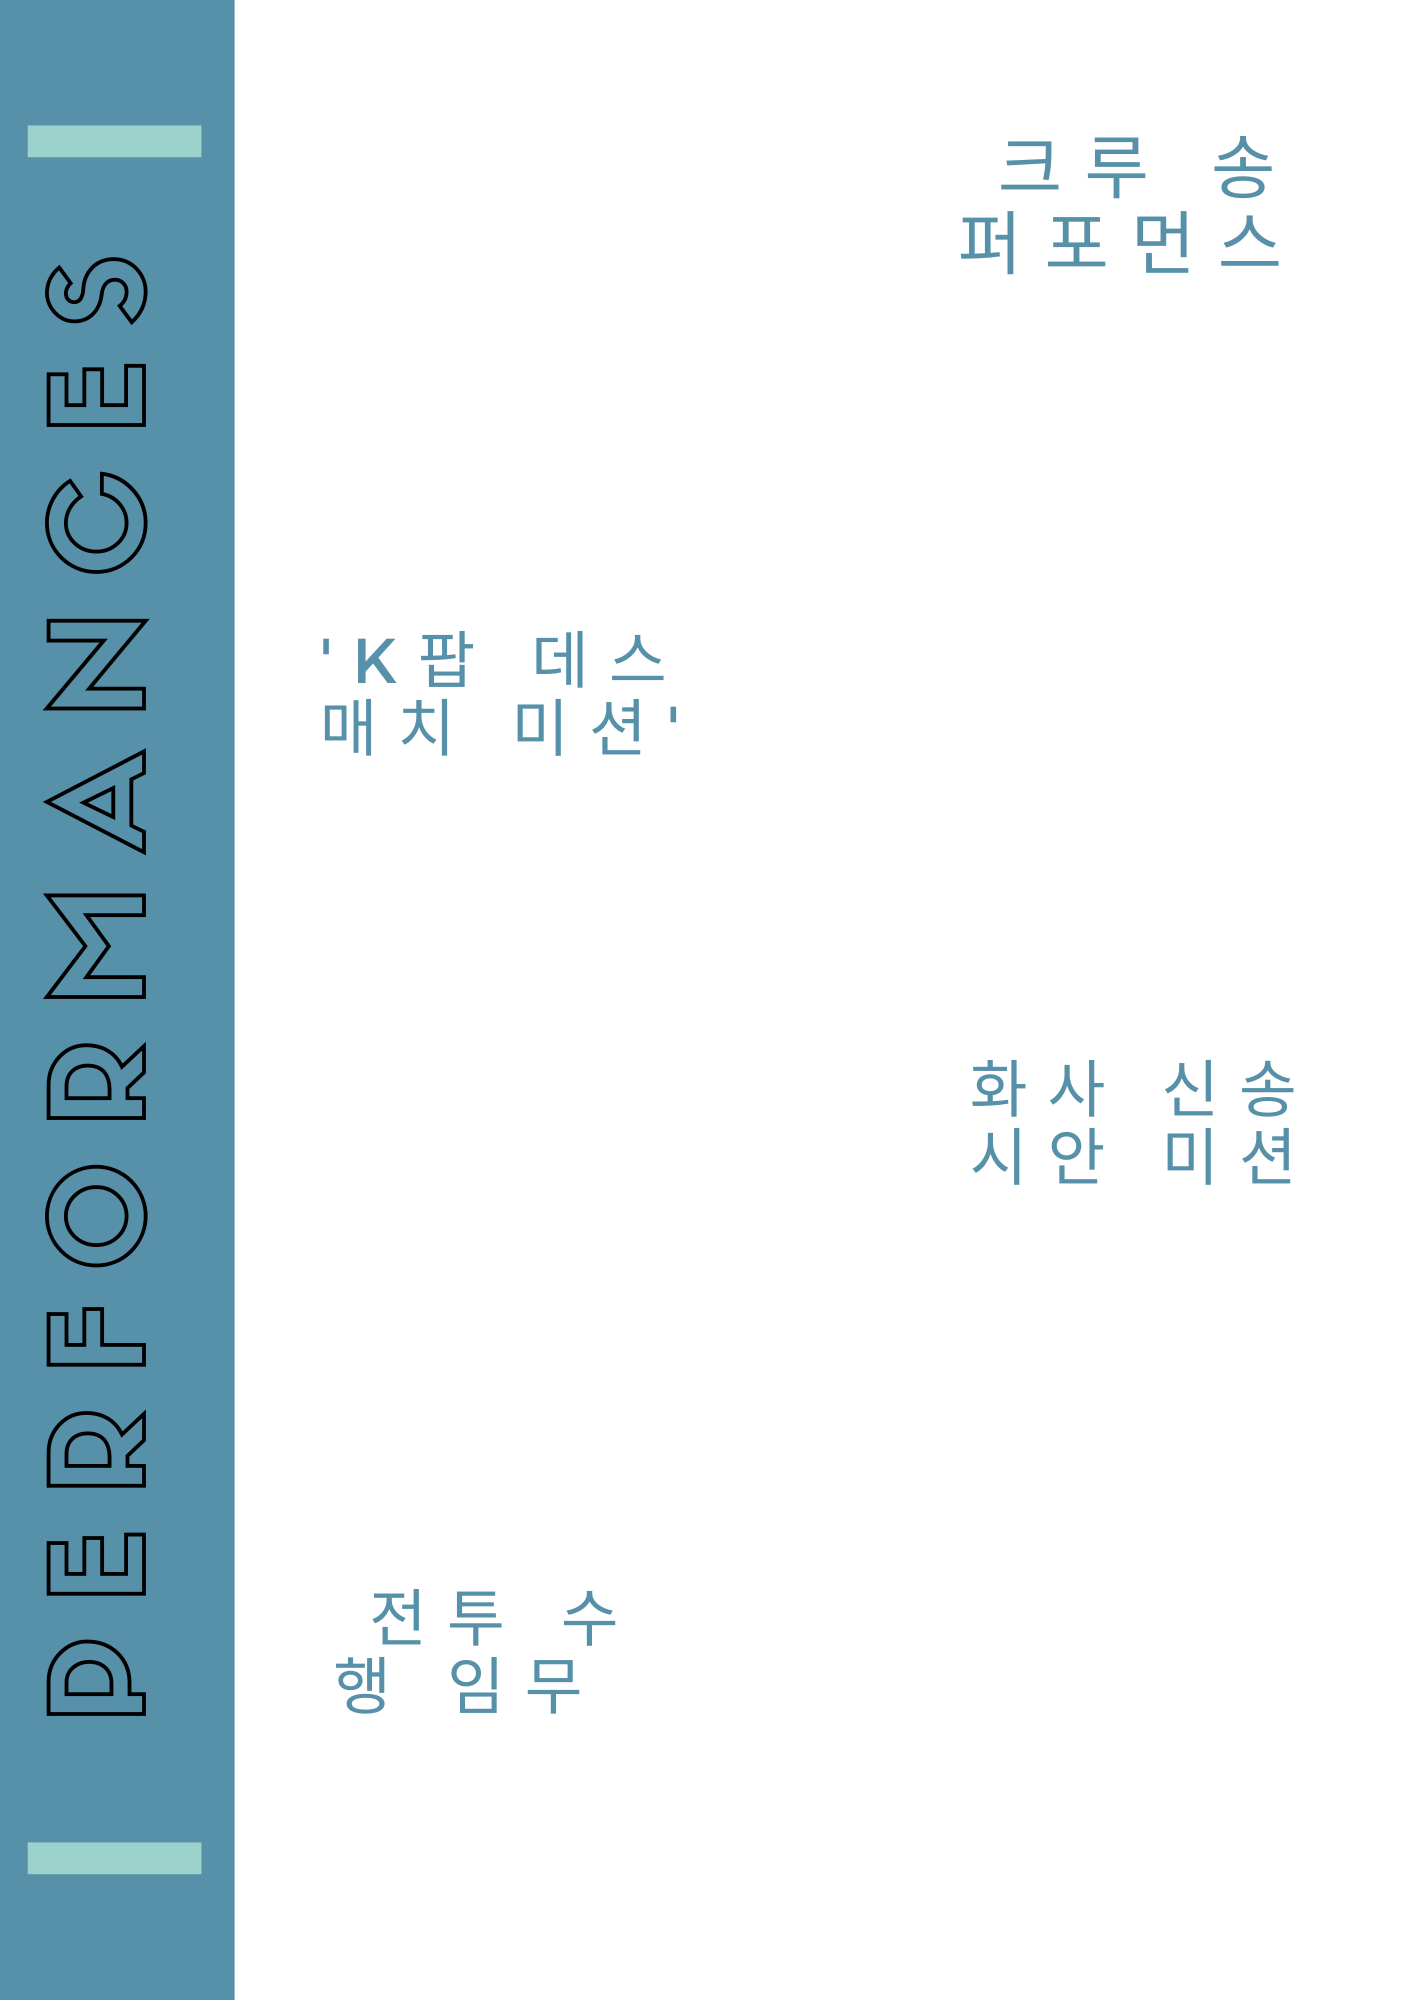 PERFORMANCES
크루 송
퍼포먼스
'K팝 데스
매치 미션'
화사 신송
시안 미션
전투 수
행 임무